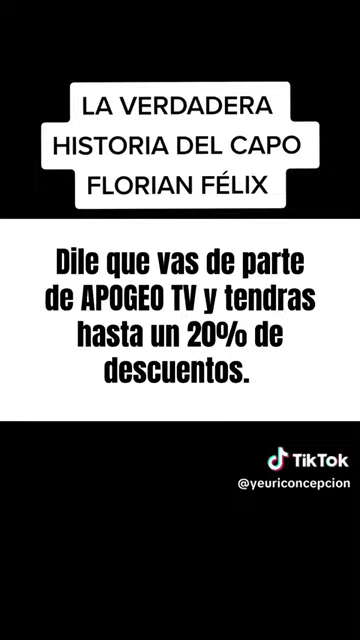 LA VERDADERA
HISTORIA DEL CAPO
FLORIAN FÉLIX
Dile que vas de parte
de APOGEO TV y tendras
hasta un 20% de
descuentos.
TikTok
@yeuriconcepcion